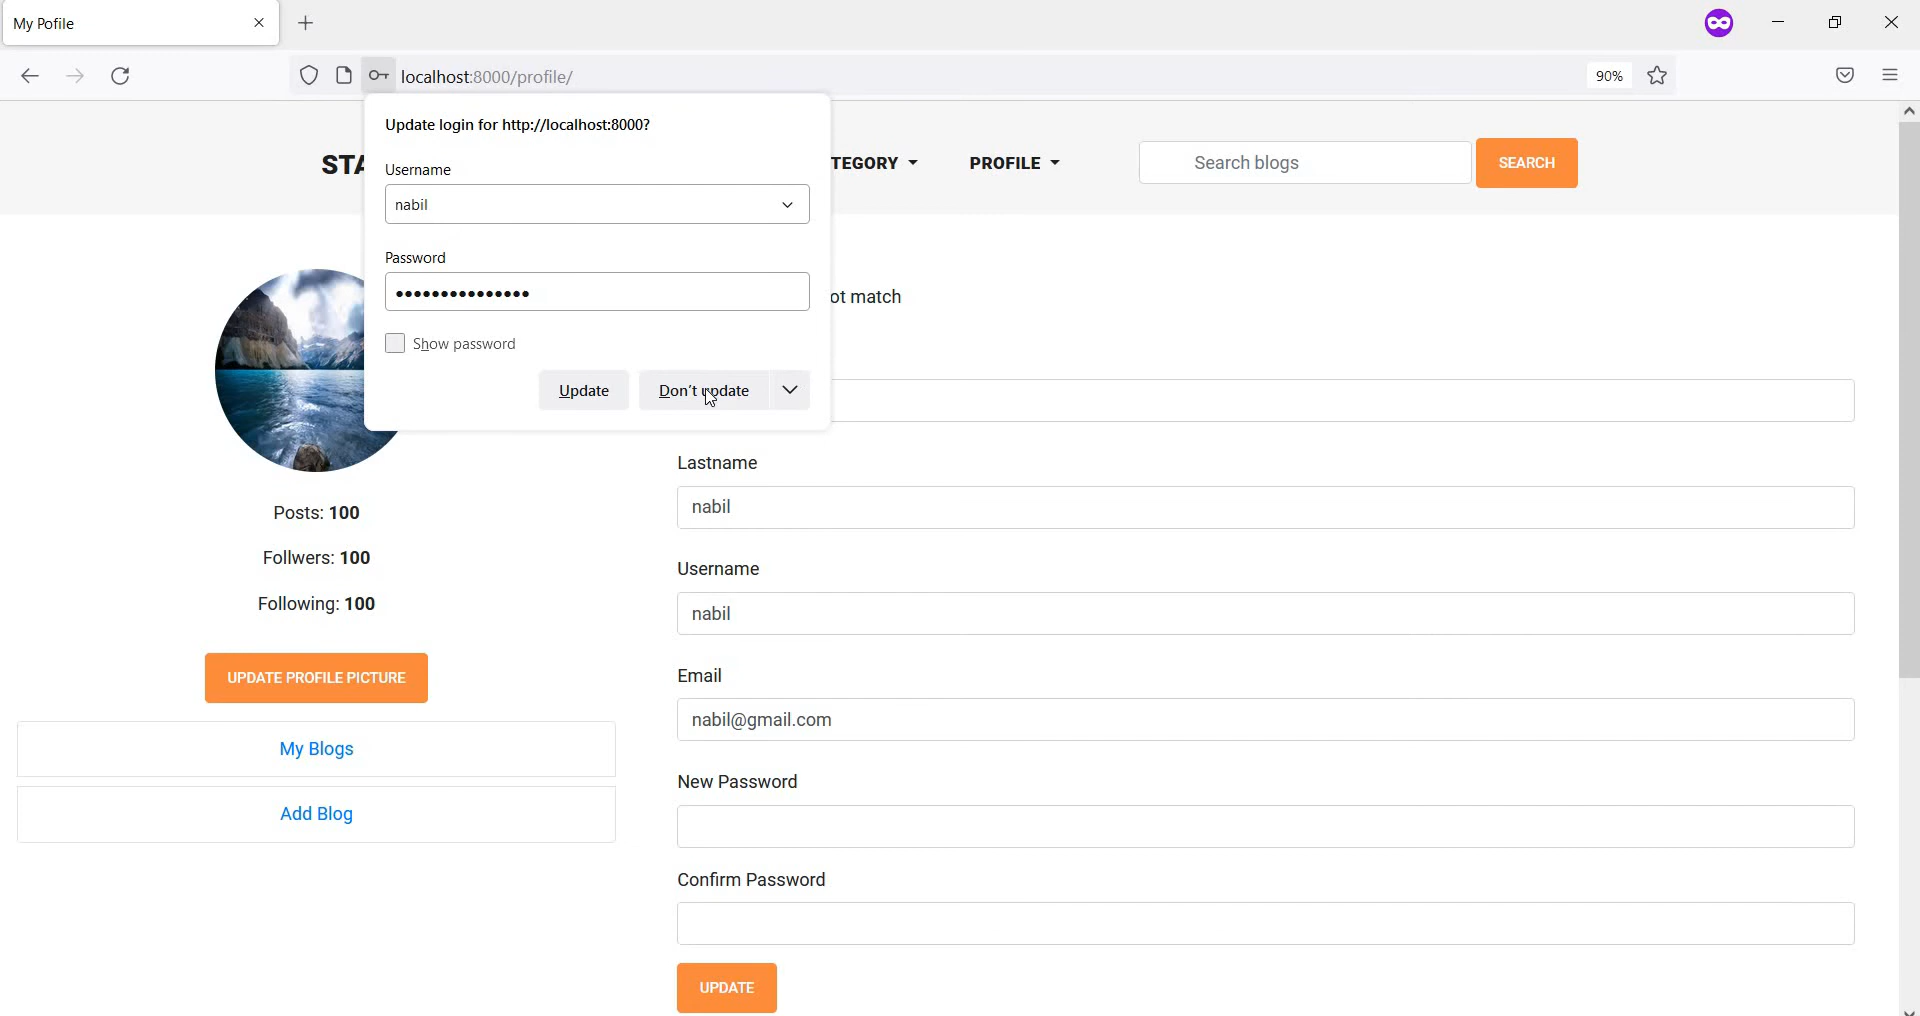 My Pofile
localhost:8000/profile/
90%
Update login for http://localhost:8000?
Username
nabil
Password
Show password
Update
Don't update
STA
TEGORY
PROFILE
Search blogs
SEARCH
ot match
Posts: 100
Follwers: 100
Following: 100
UPDATE PROFILE PICTURE
My Blogs
Add Blog
Lastname
nabil
Username
nabil
Email
nabil@gmail.com
New Password
Confirm Password
UPDATE